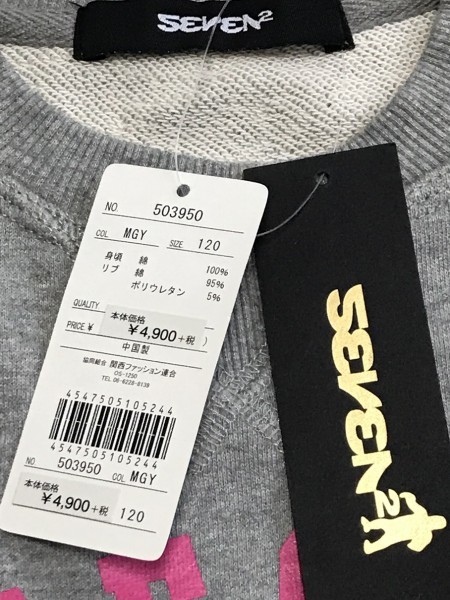 SEVEN²
NO 503950
COL MGY SIZE 120
身頃 綿 100%
リブ 綿 95%
ポリウレタン 5%
QUALITY
本体価格
PRICE ¥ ¥4,900+税 )
中国製
協同組合 関西ファッション連合
OS-1250
TEL 06-6228-6138
4547505105244
4547505105244
NO 503950 COL MGY
本体価格
¥4,900+税 120
SEVEN²